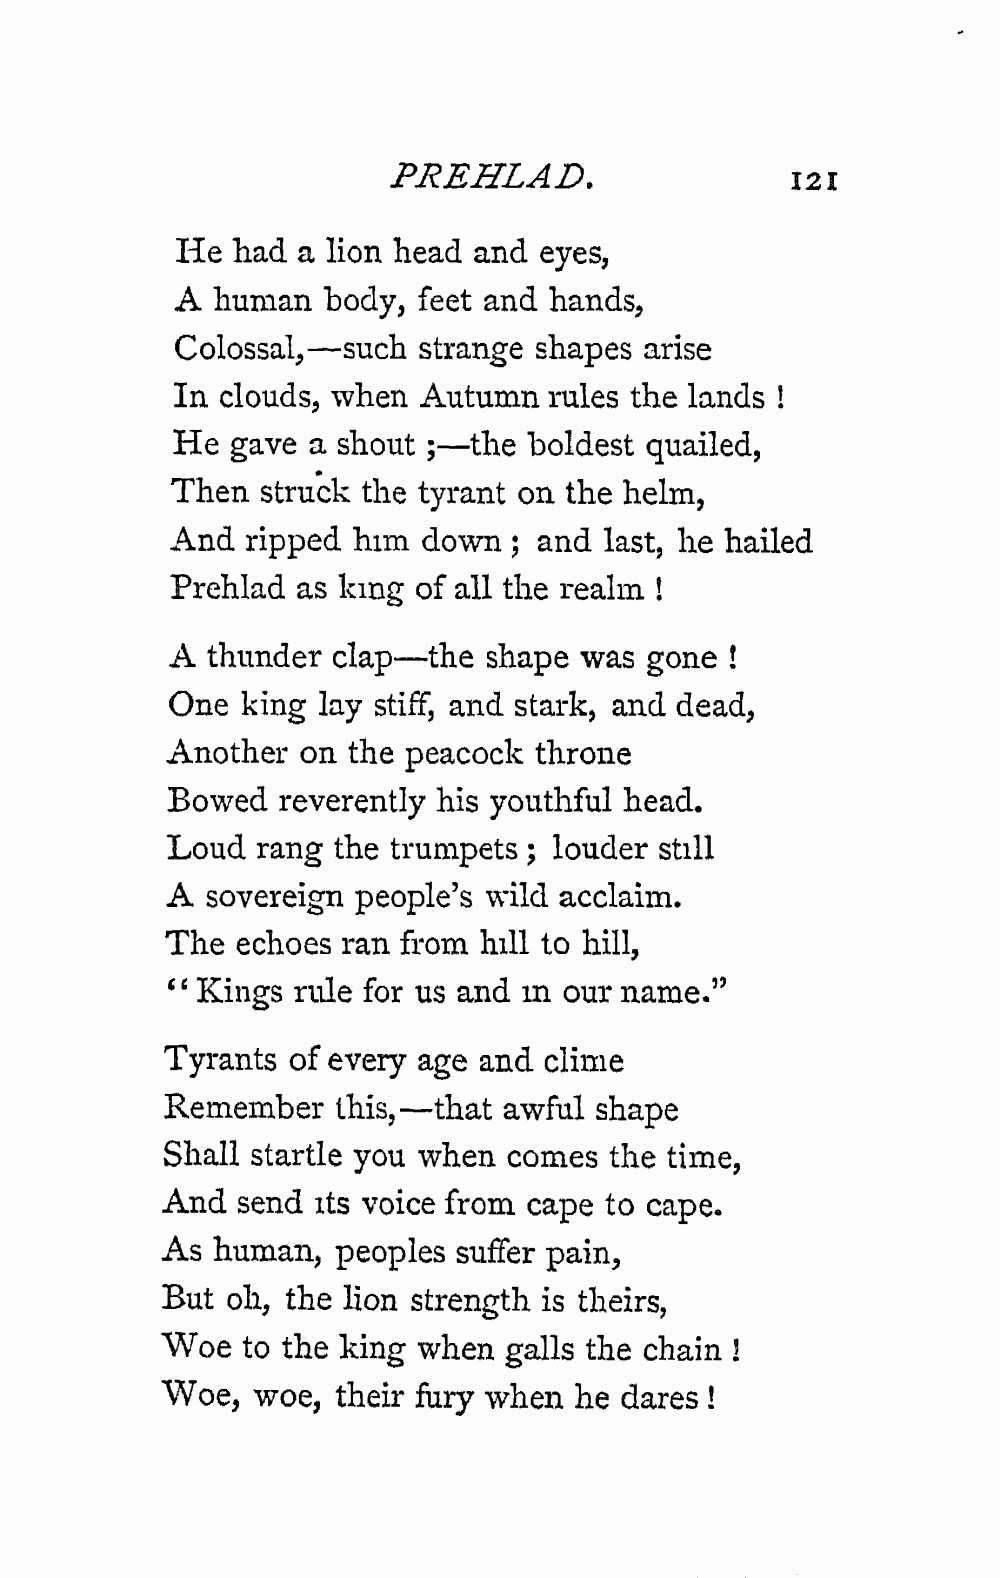 PREHLAD. 121
He had a lion head and eyes,
A human body, feet and hands,
Colossal,—such strange shapes arise
In clouds, when Autumn rules the lands !
He gave a shout ;—the boldest quailed,
Then struck the tyrant on the helm,
And ripped him down ; and last, he hailed
Prehlad as king of all the realm !
A thunder clap—the shape was gone !
One king lay stiff, and stark, and dead,
Another on the peacock throne
Bowed reverently his youthful head.
Loud rang the trumpets ; louder still
A sovereign people's wild acclaim.
The echoes ran from hill to hill,
“ Kings rule for us and in our name.”
Tyrants of every age and clime
Remember this,—that awful shape
Shall startle you when comes the time,
And send its voice from cape to cape.
As human, peoples suffer pain,
But oh, the lion strength is theirs,
Woe to the king when galls the chain !
Woe, woe, their fury when he dares !